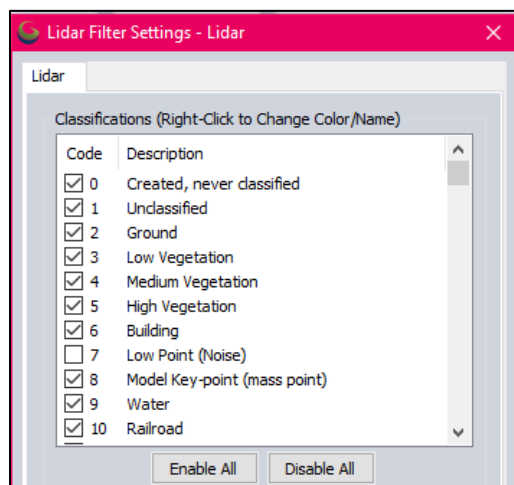 Lidar Filter Settings - Lidar
Lidar
Classifications (Right-Click to Change Color/Name)
Code Description
0 Created, never classified
1 Unclassified
2 Ground
3 Low Vegetation
4 Medium Vegetation
5 High Vegetation
6 Building
7 Low Point (Noise)
8 Model Key-point (mass point)
9 Water
10 Railroad
Enable All Disable All